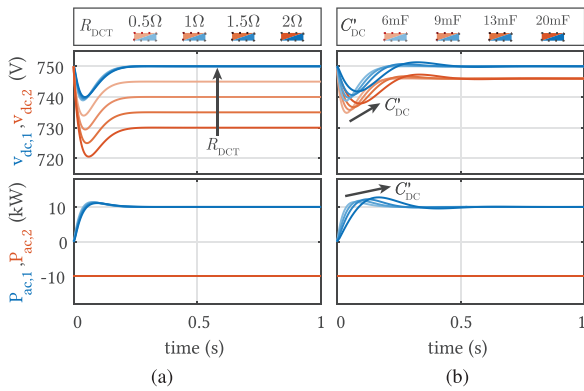 R_DCT 0.5Ω 1Ω 1.5Ω 2Ω
C"_DC 6mF 9mF 13mF 20mF
v_dc,1,v_dc,2 (V)
750
740
730
720
R_DCT
C"_DC
P_ac,1,P_ac,2 (kW)
10
0
-10
C"_DC
0 0.5 1
0 0.5 1
time (s)
time (s)
(a)
(b)